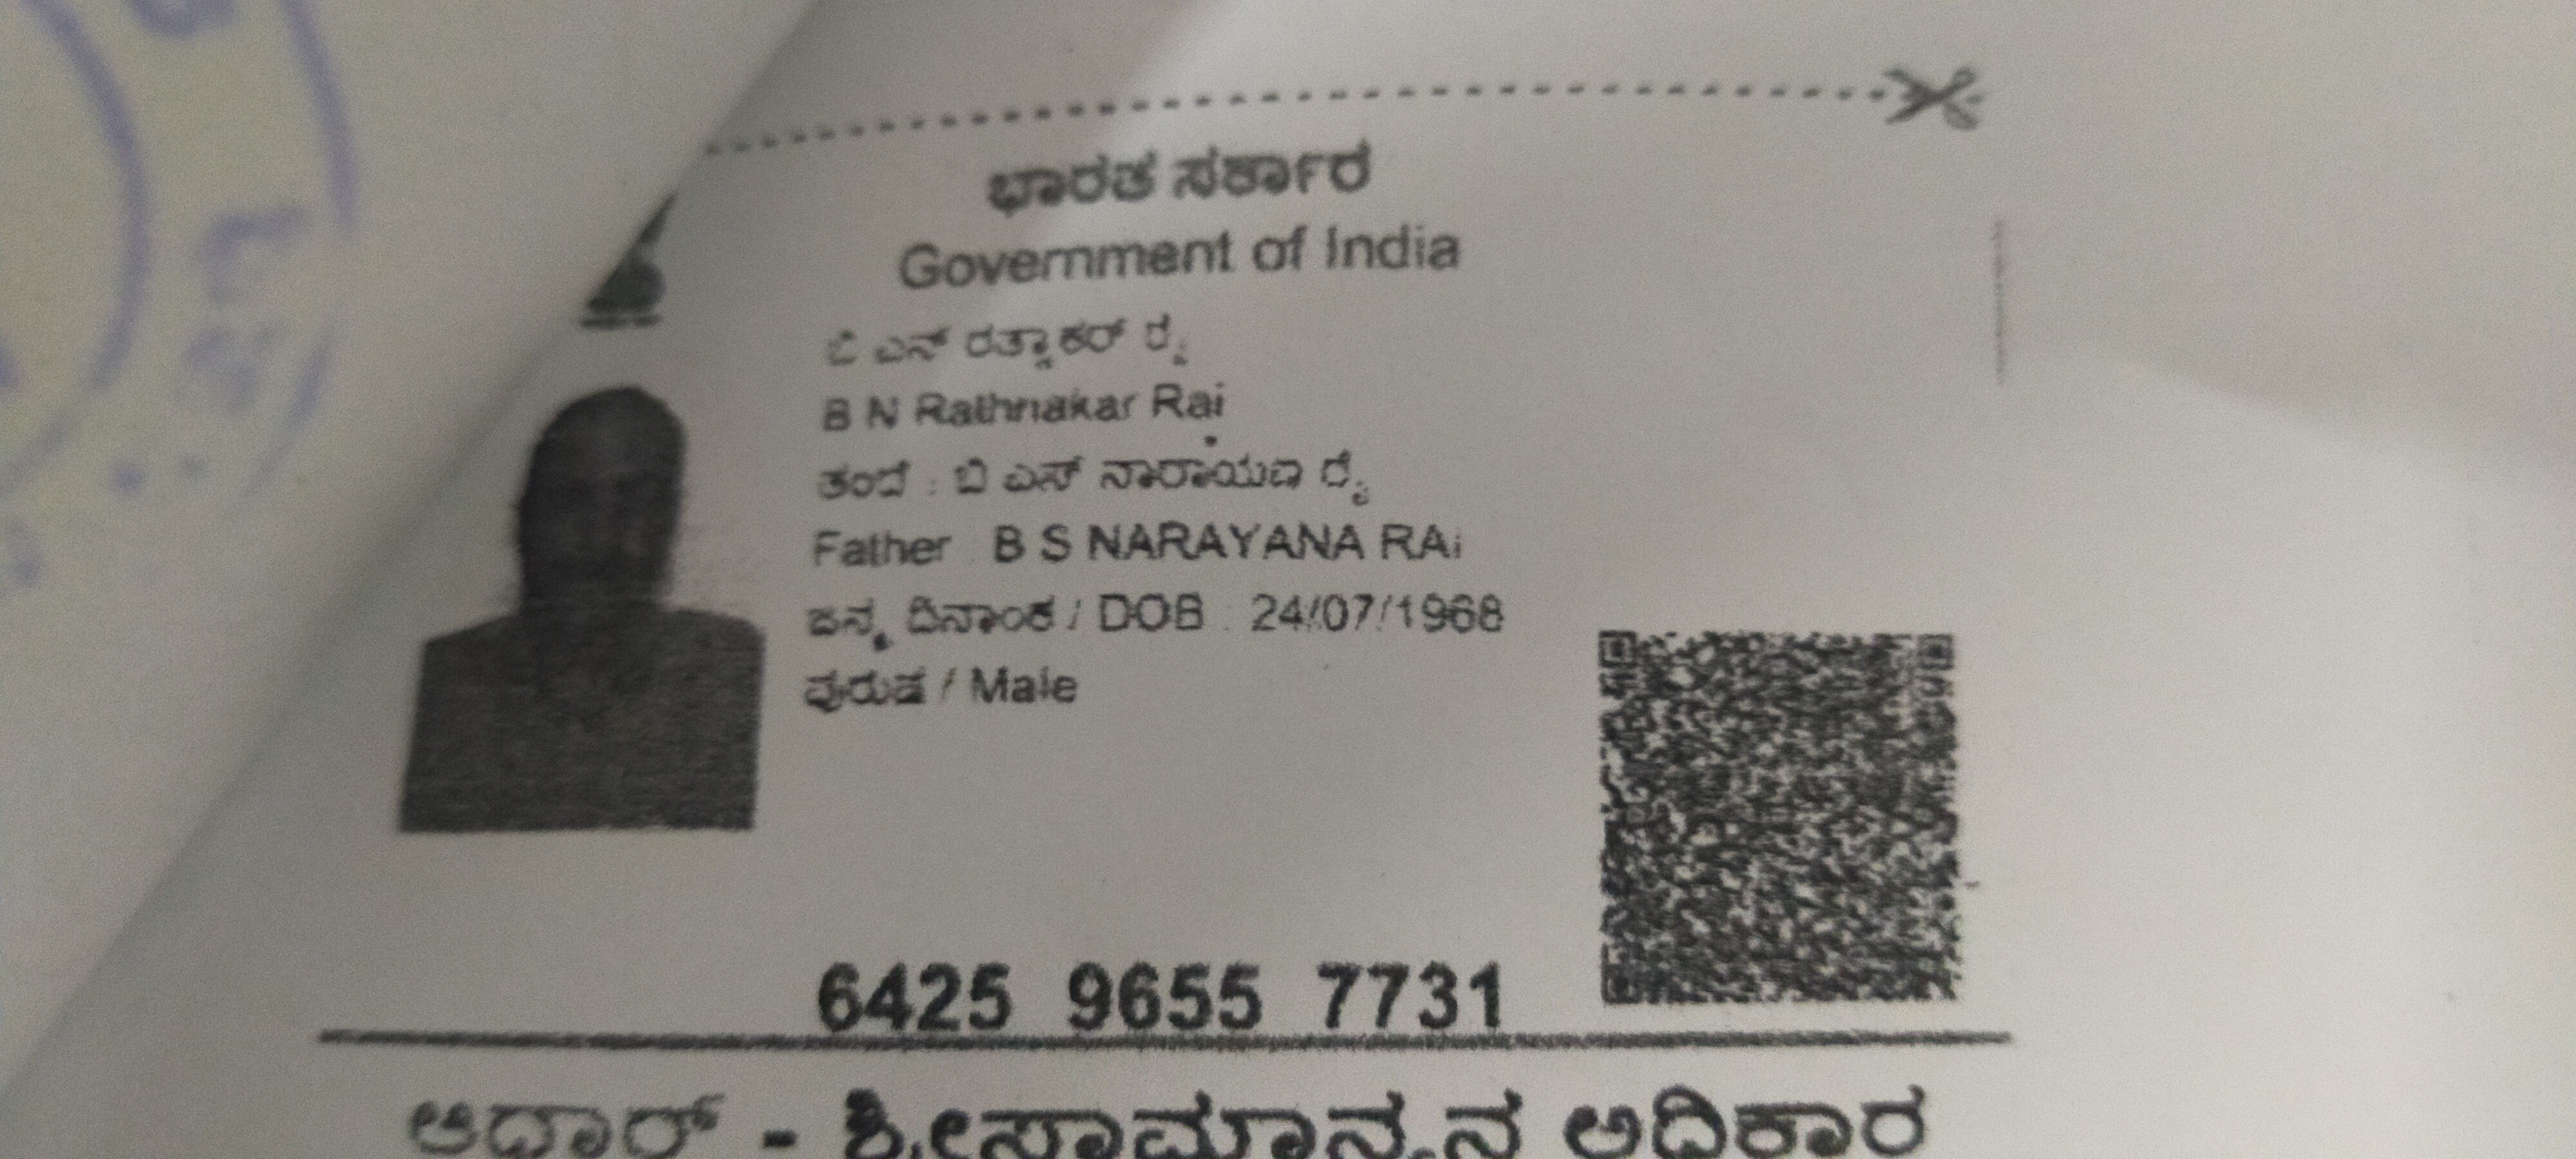 ಭಾರತ ಸರ್ಕಾರ
Government of India
ಬಿ ಎನ್ ರತ್ನಾಕರ್ ರೈ
B N Rathnakar Rai
ತಂದೆ : ಬಿ ಎಸ್ ನಾರಾಯಣ ರೈ
Father : B S NARAYANA RAi
ಜನ್ಮ ದಿನಾಂಕ / DOB : 24/07/1968
ಪುರುಷ / Male
6425 9655 7731
ಆಧಾರ್ - ಶ್ರೀಸಾಮಾನ್ಯನ ಅಧಿಕಾರ